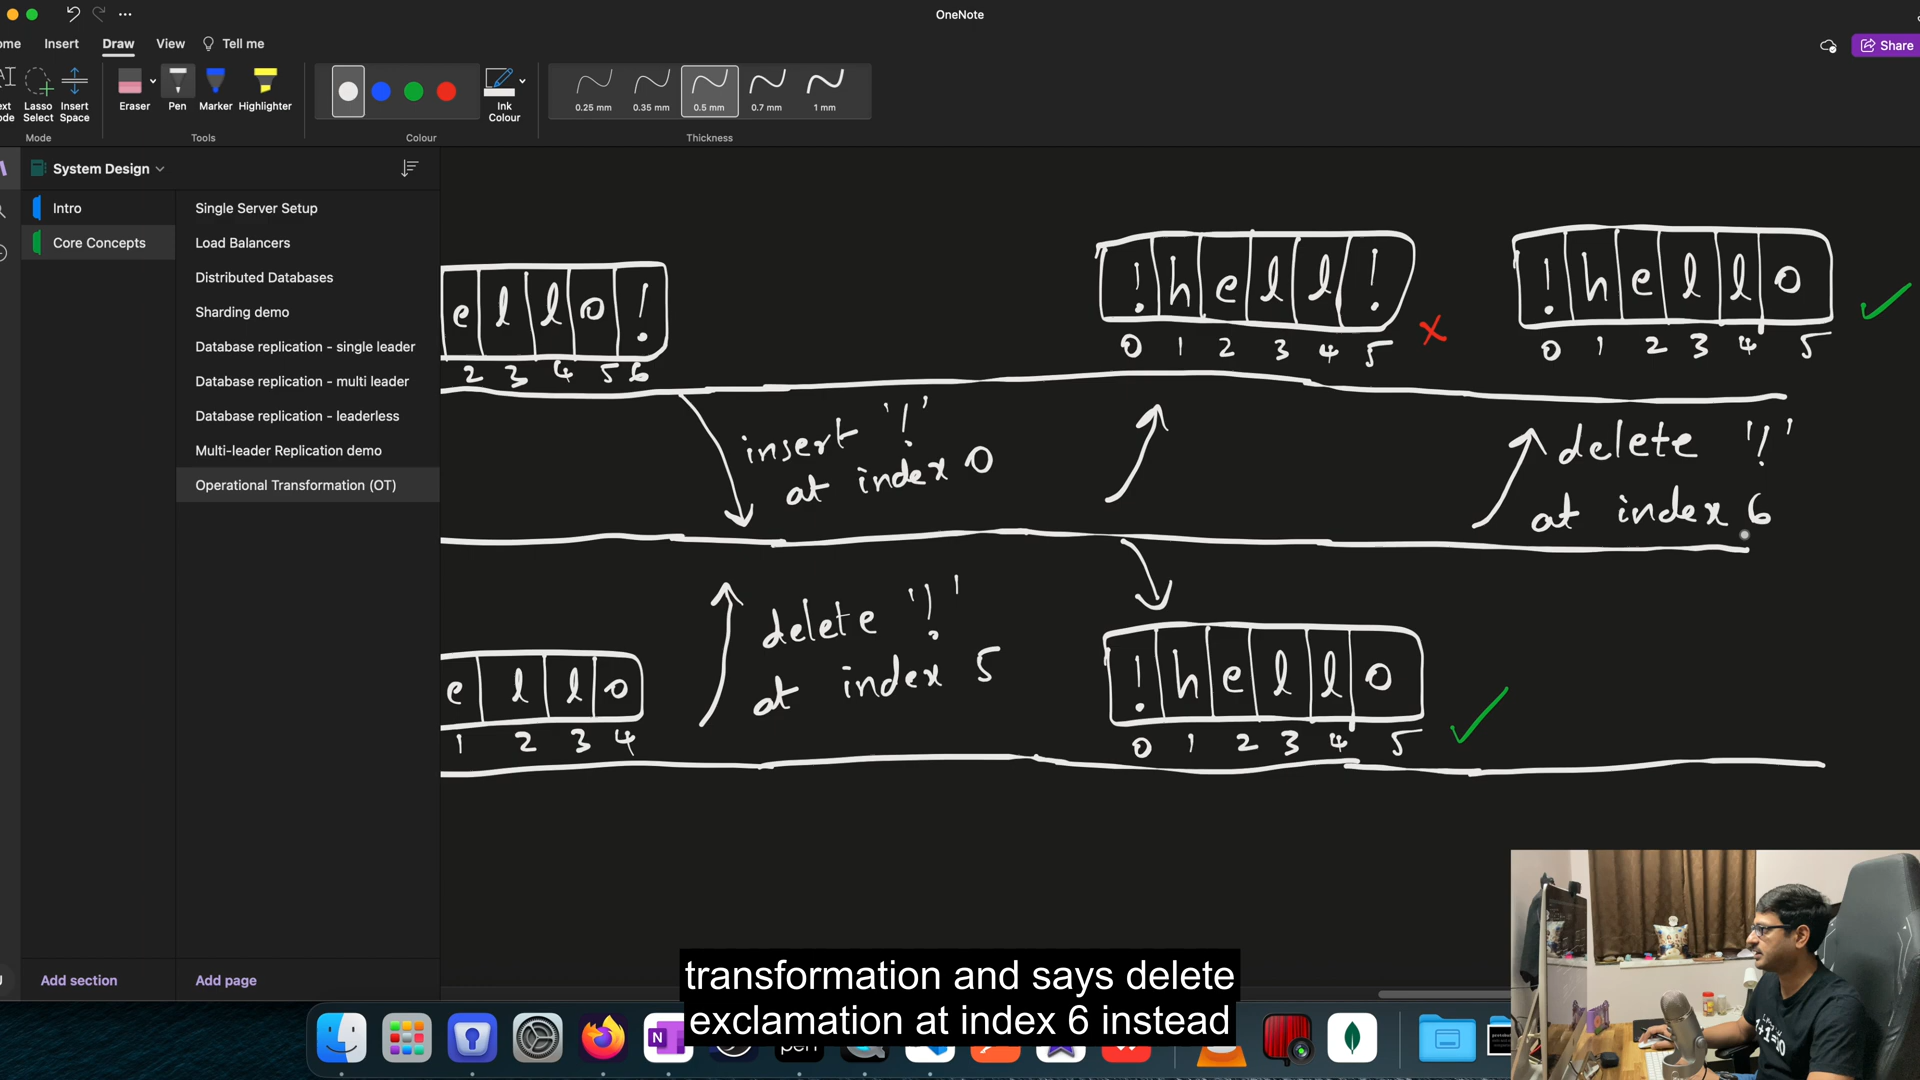 OneNote
ome Insert Draw View Tell me
Share
ext
ode
Lasso
Select
Insert
Space
Eraser
Pen
Marker
Highlighter
Ink
Colour
0.25 mm
0.35 mm
0.5 mm
0.7 mm
1 mm
Mode
Tools
Colour
Thickness
System Design
Intro
Core Concepts
Single Server Setup
Load Balancers
Distributed Databases
Sharding demo
Database replication - single leader
Database replication - multi leader
Database replication - leaderless
Multi-leader Replication demo
Operational Transformation (OT)
Add section
Add page
e l l o !
2 3 4 5 6
! h e l l !
0 1 2 3 4 5
x
! h e l l o
0 1 2 3 4 5
insert '!'
at index 0
delete '!'
at index 6
delete '!'
at index 5
e l l o
1 2 3 4
! h e l l o
0 1 2 3 4 5
transformation and says delete
exclamation at index 6 instead